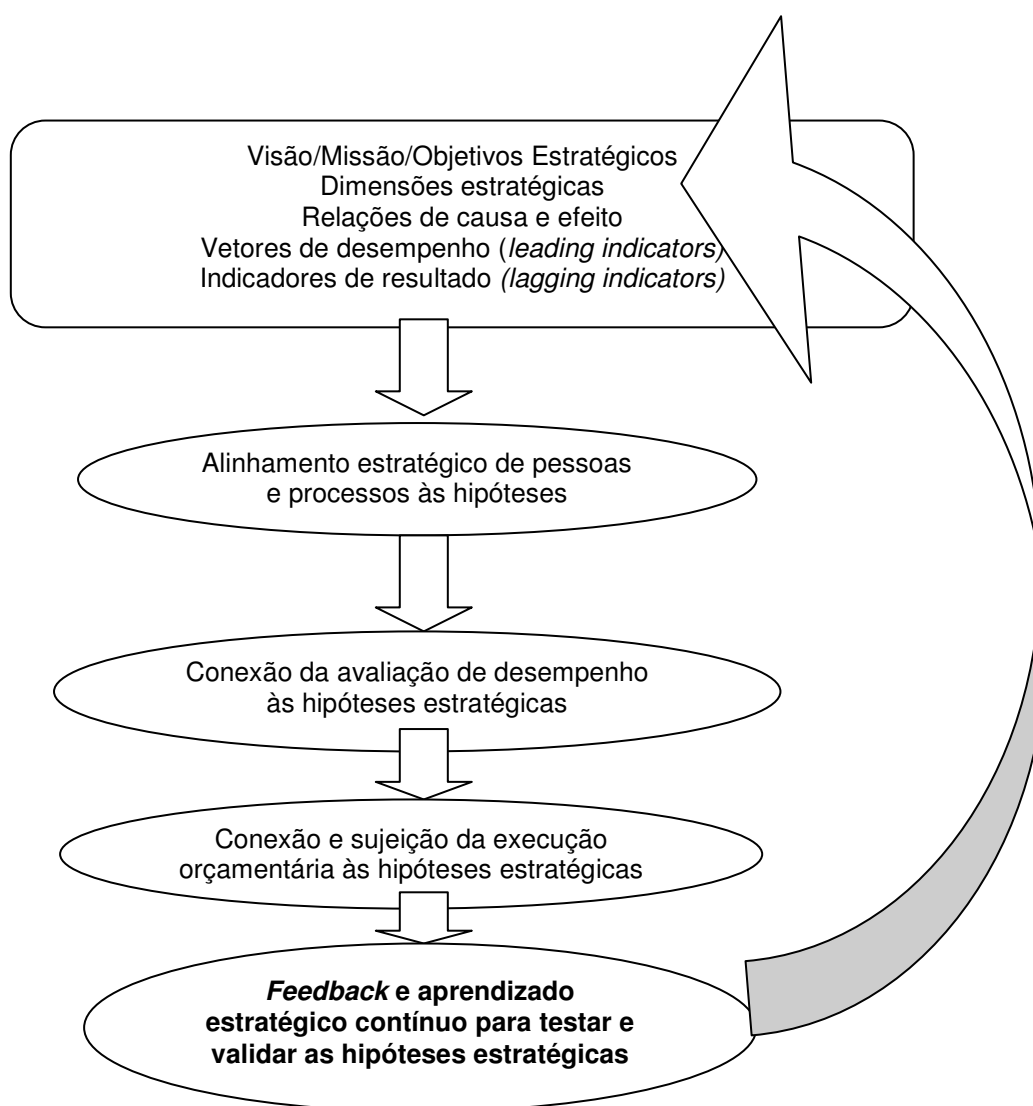 Visão/Missão/Objetivos Estratégicos
Dimensões estratégicas
Relações de causa e efeito
Vetores de desempenho (leading indicators)
Indicadores de resultado (lagging indicators)
Alinhamento estratégico de pessoas
e processos às hipóteses
Conexão da avaliação de desempenho
às hipóteses estratégicas
Conexão e sujeição da execução
orçamentária às hipóteses estratégicas
Feedback e aprendizado
estratégico contínuo para testar e
validar as hipóteses estratégicas